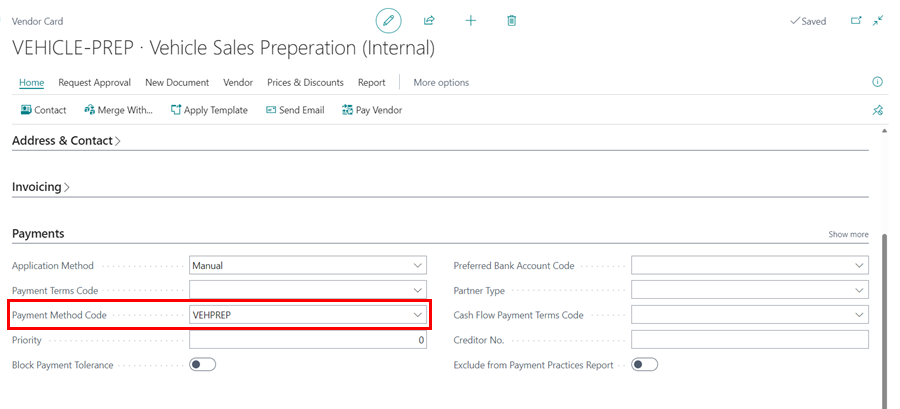 Vendor Card
Saved
VEHICLE-PREP · Vehicle Sales Preperation (Internal)
Home Request Approval New Document Vendor Prices & Discounts Report More options
Contact Merge With... Apply Template Send Email Pay Vendor
Address & Contact
Invoicing
Payments
Show more
Application Method Manual
Preferred Bank Account Code
Payment Terms Code
Partner Type
Payment Method Code VEHPREP
Cash Flow Payment Terms Code
Priority 0
Creditor No.
Block Payment Tolerance
Exclude from Payment Practices Report